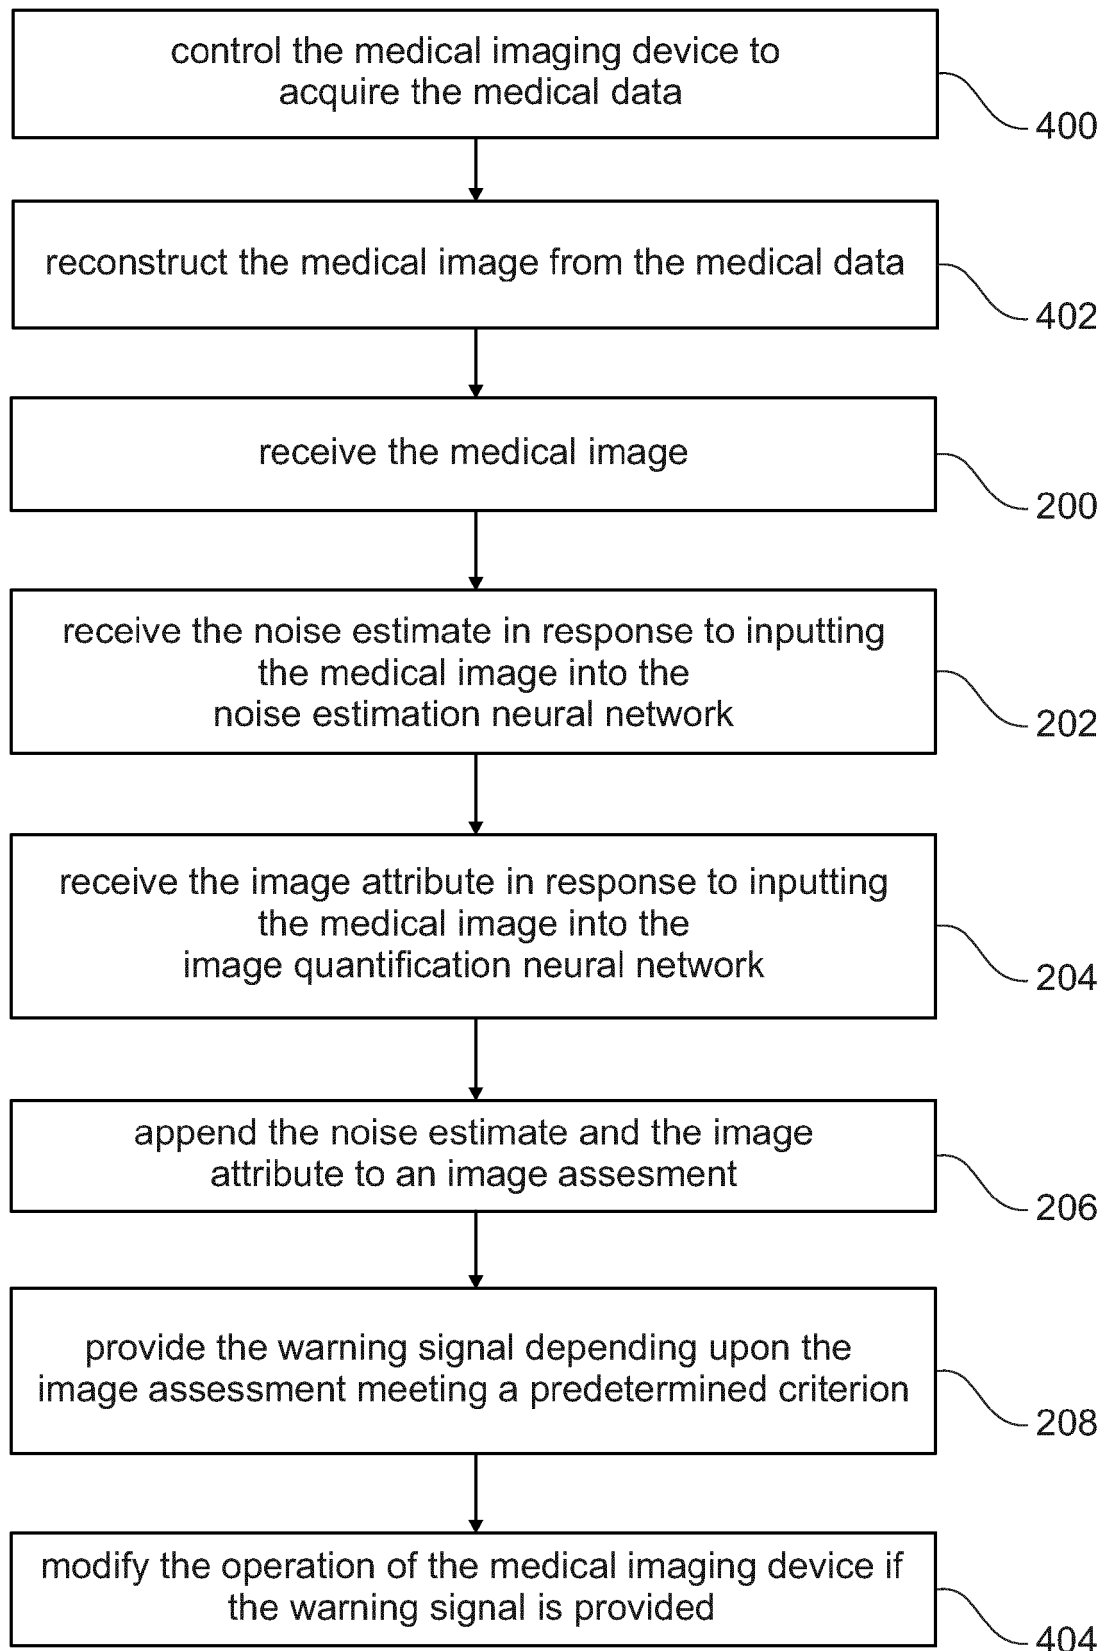 control the medical imaging device to
acquire the medical data
400
reconstruct the medical image from the medical data
402
receive the medical image
200
receive the noise estimate in response to inputting
the medical image into the
noise estimation neural network
202
receive the image attribute in response to inputting
the medical image into the
image quantification neural network
204
append the noise estimate and the image
attribute to an image assesment
206
provide the warning signal depending upon the
image assessment meeting a predetermined criterion
208
modify the operation of the medical imaging device if
the warning signal is provided
404